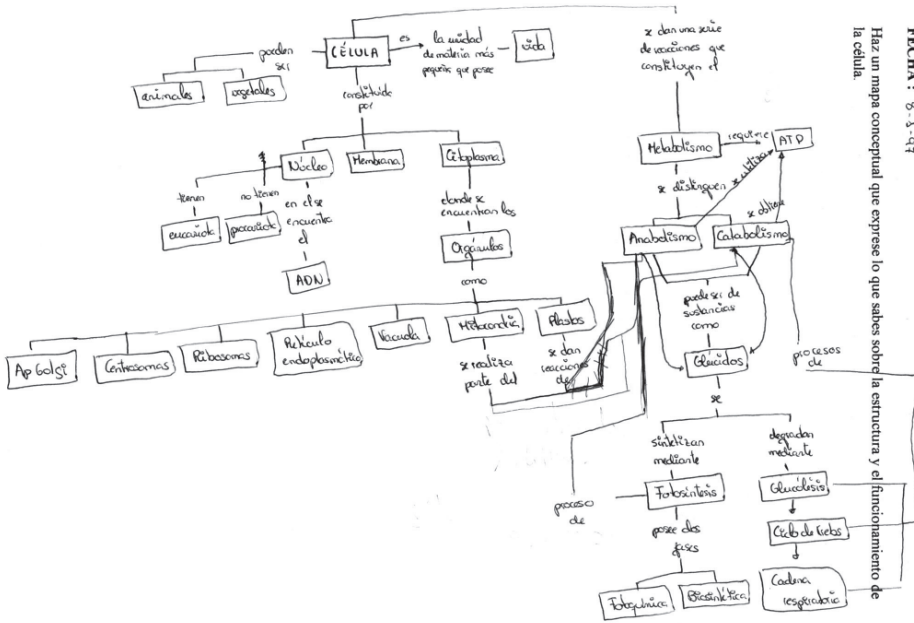 FECHA: 8-1-97
Haz un mapa conceptual que exprese lo que sabes sobre la estructura y el funcionamiento de
la célula.
CÉLULA
es
la unidad
de materia más
pequeña que posee
vida
pueden
ser
animales
vegetales
constituida
por
Núcleo
Membrana
Citoplasma
tienen
no tienen
eucariota
procariota
en el se
encuentra
el
ADN
donde se
encuentran los
Orgánulos
como
Ap Golgi
Centrosomas
Ribosomas
Retículo
endoplasmático
Vacuola
Mitocondria
Plastos
se realiza
parte del
se dan
reacciones
de
se dan una serie
de reacciones que
constituyen el
Metabolismo
requiere
ATP
se distinguen
se utiliza
se obtiene
Anabolismo
Catabolismo
puede ser de
sustancias
como
Glúcidos
procesos
de
se
sintetizan
mediante
degradan
mediante
proceso
de
Fotosíntesis
Glucólisis
posee dos
fases
Ciclo de Krebs
Fotoquímica
Biosintética
Cadena
respiratoria